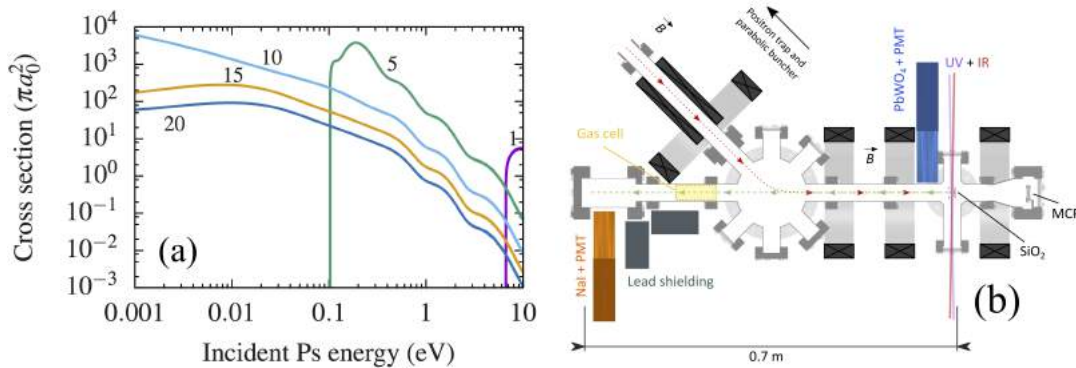 10⁴
10³
10²
10¹
10⁰
10⁻¹
10⁻²
10⁻³
Cross section (πa₀²)
10
15
20
5
1
(a)
0.001
0.01
0.1
1
10
Incident Ps energy (eV)
B
Positron trap and
parabolic buncher
PbWO₄ + PMT
UV + IR
Gas cell
B
MCP
SiO₂
NaI + PMT
Lead shielding
(b)
0.7 m